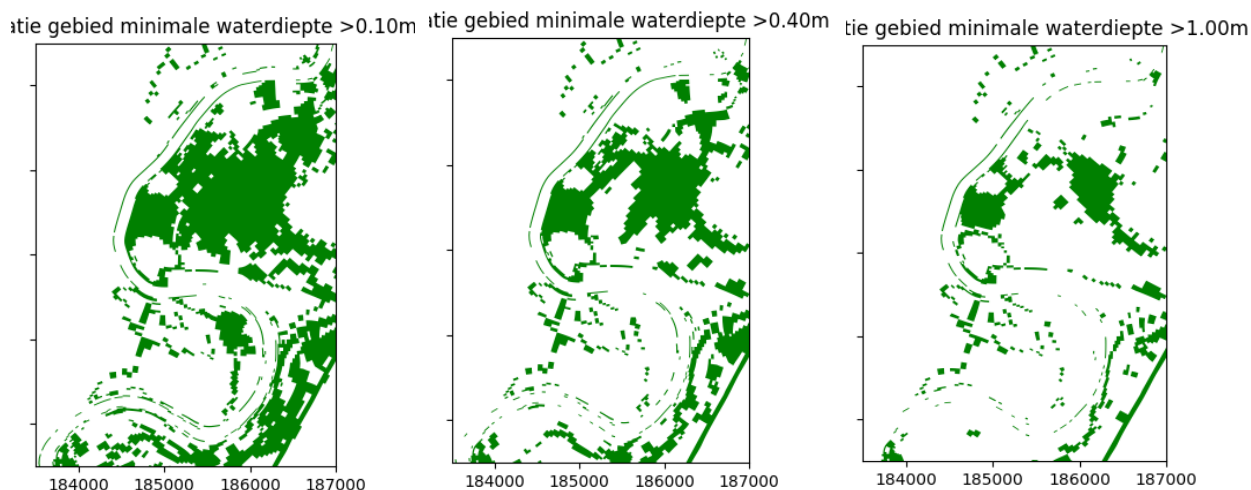 atie gebied minimale waterdiepte >0.10m
atie gebied minimale waterdiepte >0.40m
tie gebied minimale waterdiepte >1.00m
184000 185000 186000 187000
184000 185000 186000 187000
184000 185000 186000 187000